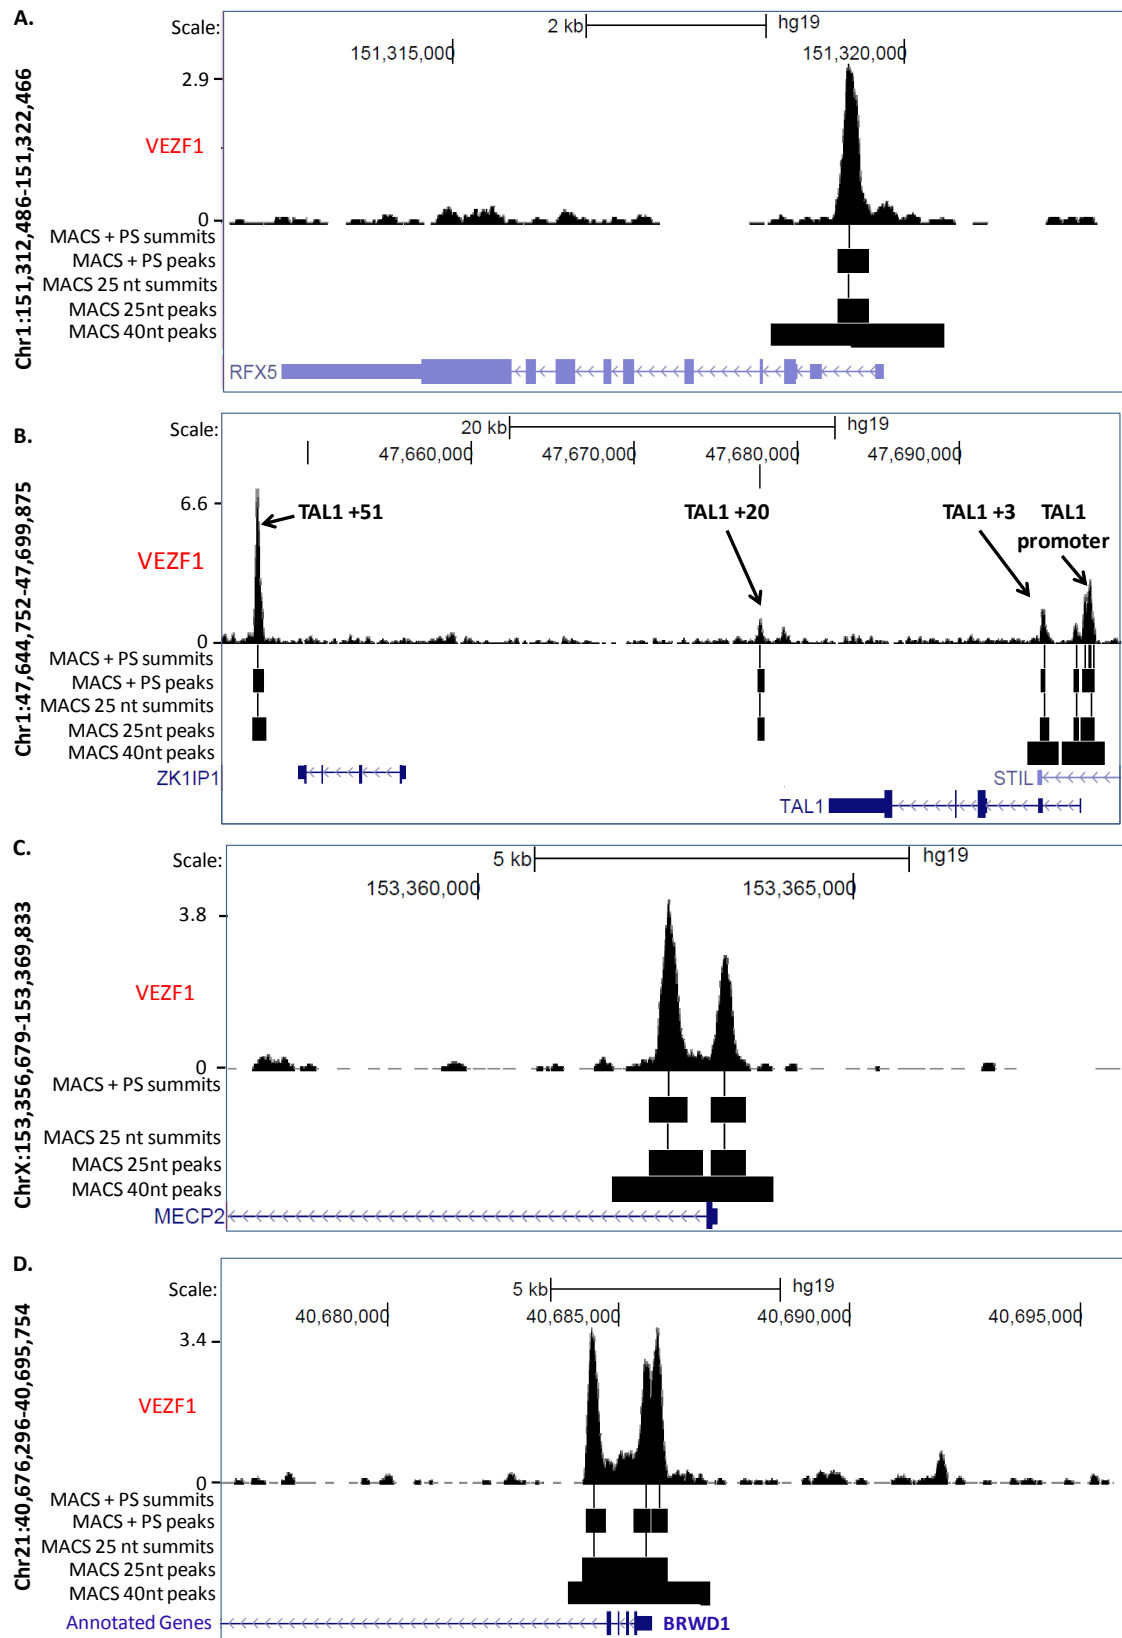 A.
Scale:
2 kb
hg19
151,315,000
151,320,000
2.9
VEZF1
0
MACS + PS summits
MACS + PS peaks
MACS 25 nt summits
MACS 25nt peaks
MACS 40nt peaks
RFX5
Chr1:151,312,486-151,322,466
B.
Scale:
20 kb
hg19
47,660,000
47,670,000
47,680,000
47,690,000
6.6
TAL1 +51
TAL1 +20
TAL1 +3
TAL1
promoter
VEZF1
0
MACS + PS summits
MACS + PS peaks
MACS 25 nt summits
MACS 25nt peaks
MACS 40nt peaks
ZK1IP1
STIL
TAL1
Chr1:47,644,752-47,699,875
C.
Scale:
5 kb
hg19
153,360,000
153,365,000
3.8
VEZF1
0
MACS + PS summits
MACS 25 nt summits
MACS 25nt peaks
MACS 40nt peaks
MECP2
ChrX:153,356,679-153,369,833
D.
Scale:
5 kb
hg19
40,680,000
40,685,000
40,690,000
40,695,000
3.4
VEZF1
0
MACS + PS summits
MACS + PS peaks
MACS 25 nt summits
MACS 25nt peaks
MACS 40nt peaks
Annotated Genes
BRWD1
Chr21:40,676,296-40,695,754